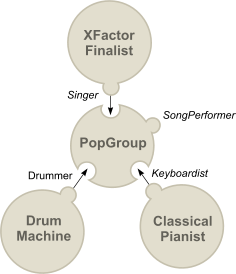 XFactor
Finalist
Singer
SongPerformer
PopGroup
Drummer
Keyboardist
Drum
Machine
Classical
Pianist